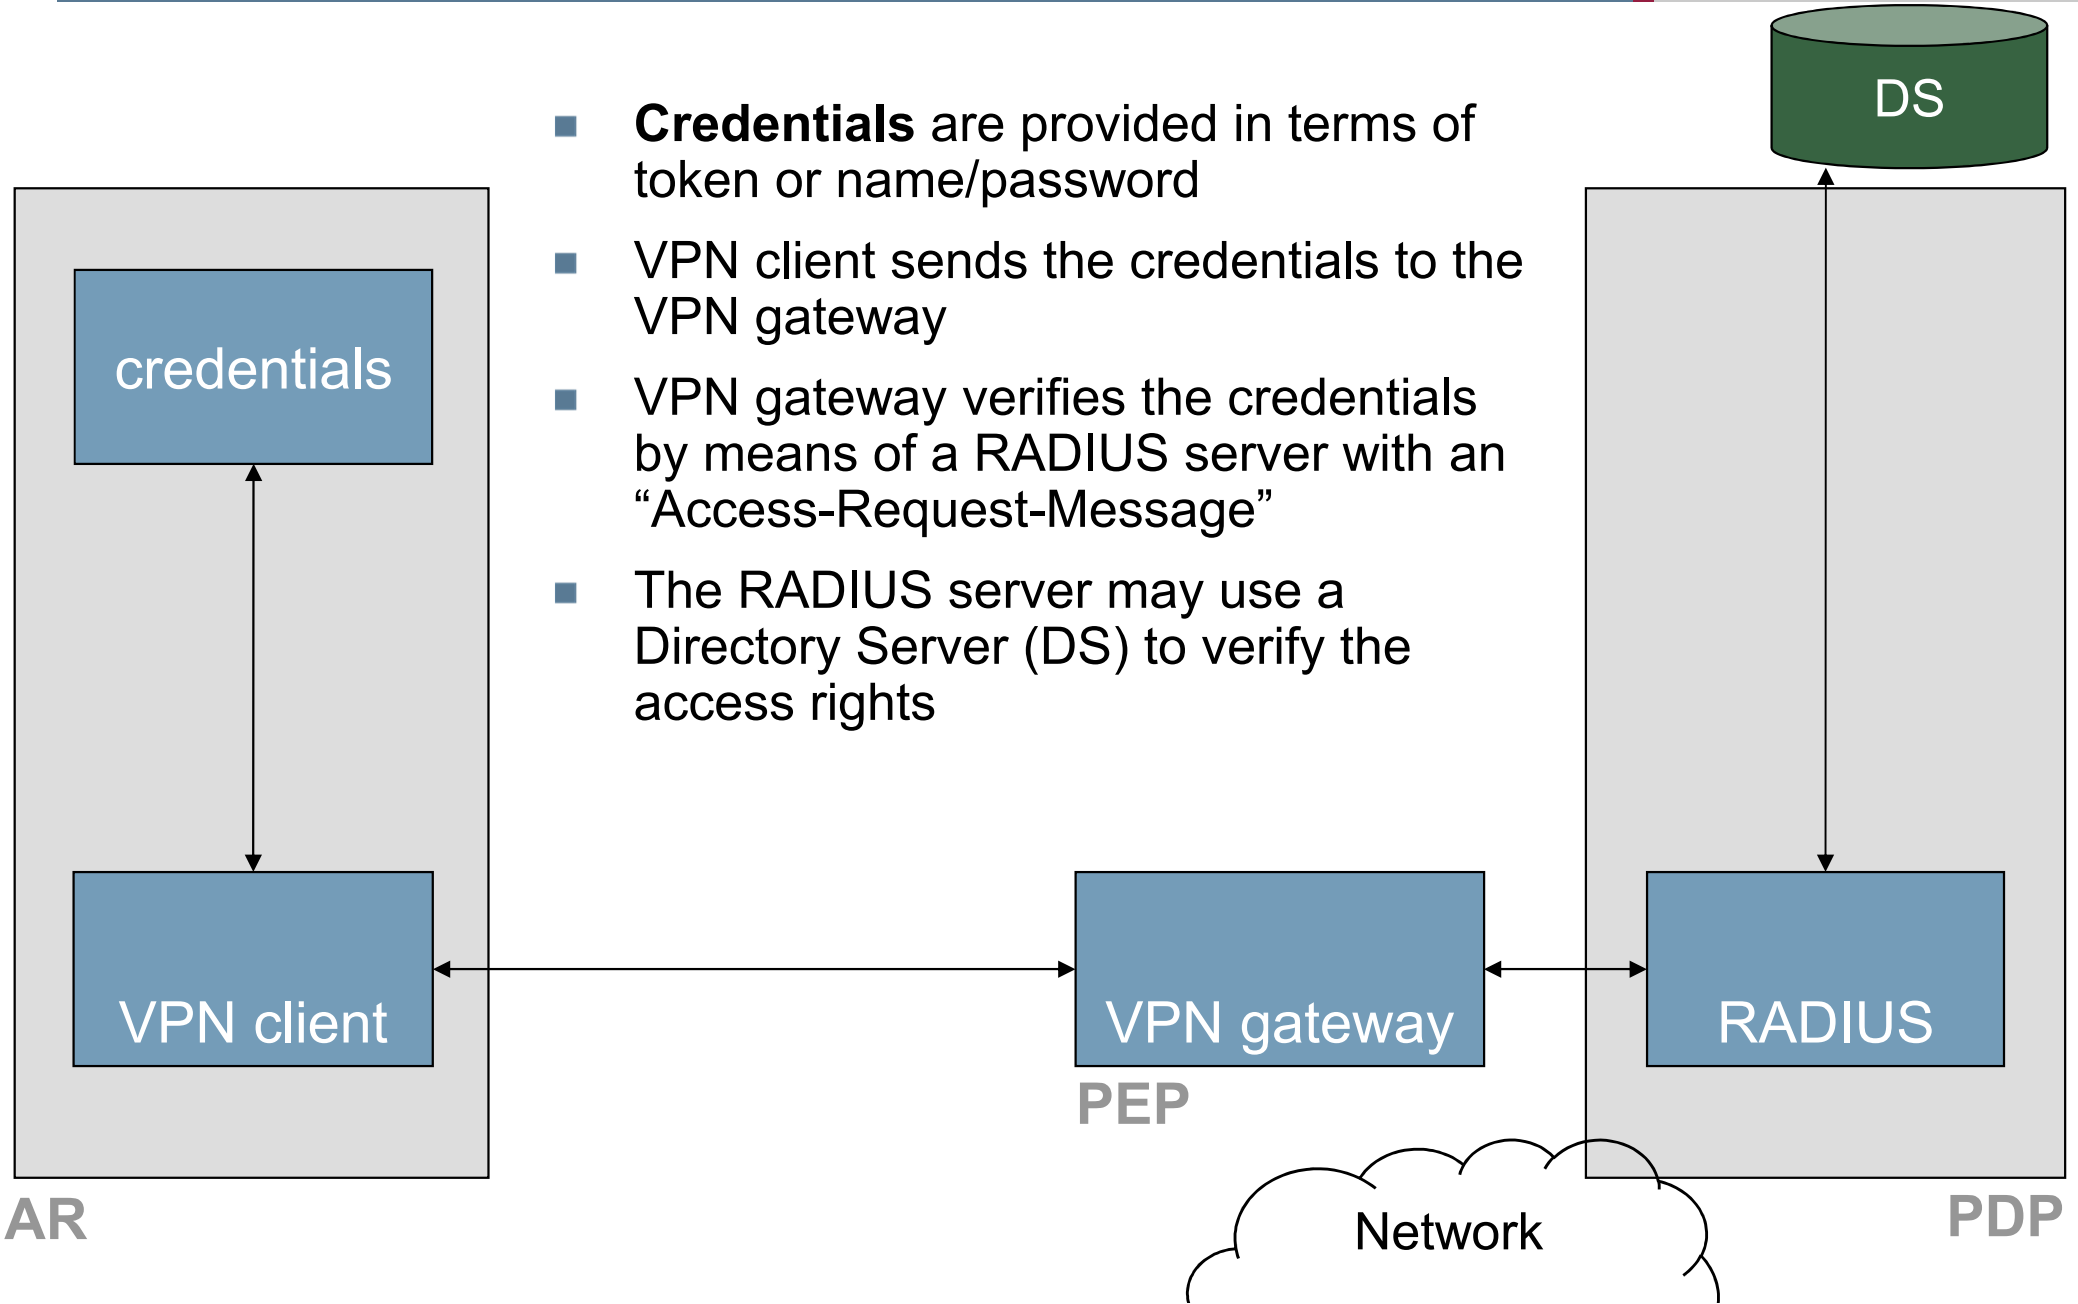 DS
Credentials are provided in terms of
token or name/password
VPN client sends the credentials to the
VPN gateway
VPN gateway verifies the credentials
by means of a RADIUS server with an
“Access-Request-Message”
The RADIUS server may use a
Directory Server (DS) to verify the
access rights
credentials
VPN client
VPN gateway
RADIUS
PEP
AR
PDP
Network